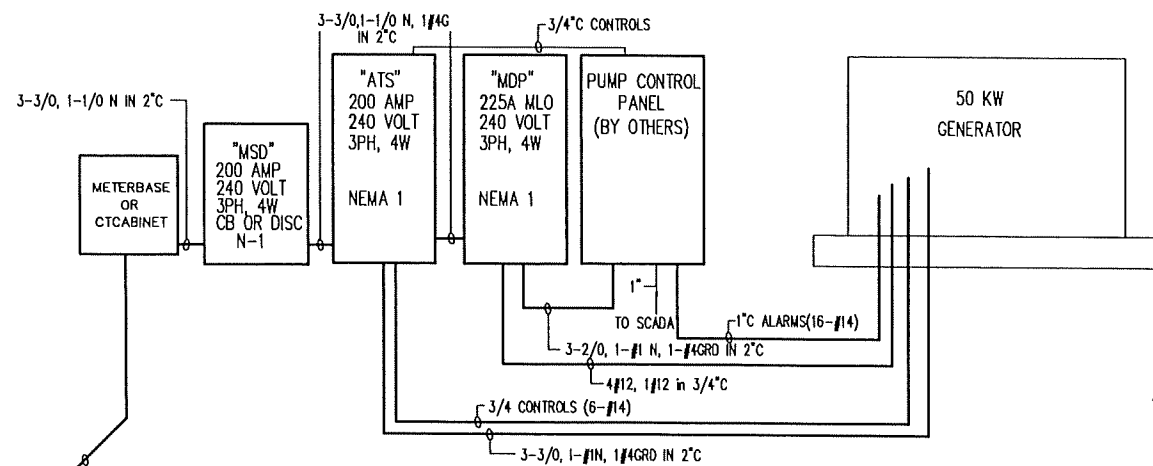 3-3/0,1-1/0 N, 1#4G
IN 2"C
3/4"C CONTROLS
3-3/0, 1-1/0 N IN 2"C
METERBASE
OR
CTCABINET
"MSD"
200 AMP
240 VOLT
3PH, 4W
CB OR DISC
N-1
"ATS"
200 AMP
240 VOLT
3PH, 4W
NEMA 1
"MDP"
225A MLO
240 VOLT
3PH, 4W
NEMA 1
PUMP CONTROL
PANEL
(BY OTHERS)
50 KW
GENERATOR
1"
TO SCADA
1"C ALARMS(16-#14)
3-2/0, 1-#1 N, 1-#4GRD IN 2"C
4#12, 1#12 in 3/4"C
3/4 CONTROLS (6-#14)
3-3/0, 1-#1N, 1#4GRD IN 2"C